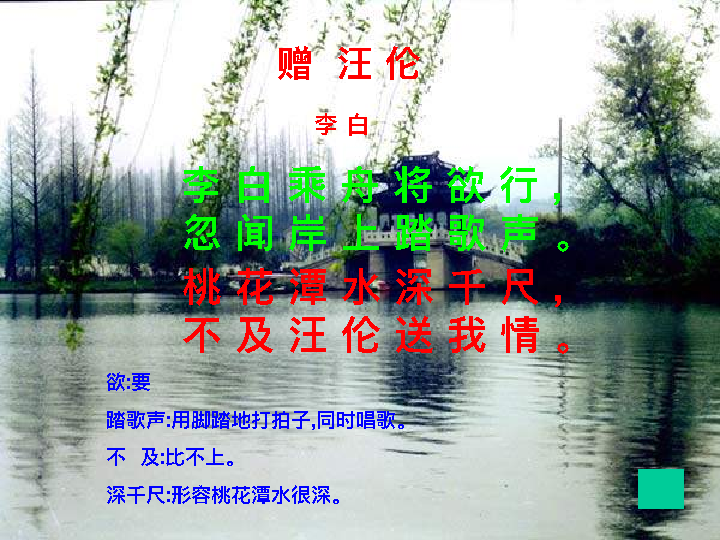 赠 汪伦
李白
李白乘舟将欲行，
忽闻岸上踏歌声。
桃花潭水深千尺，
不及汪伦送我情。
欲:要
踏歌声:用脚踏地打拍子,同时唱歌。
不 及:比不上。
深千尺:形容桃花潭水很深。